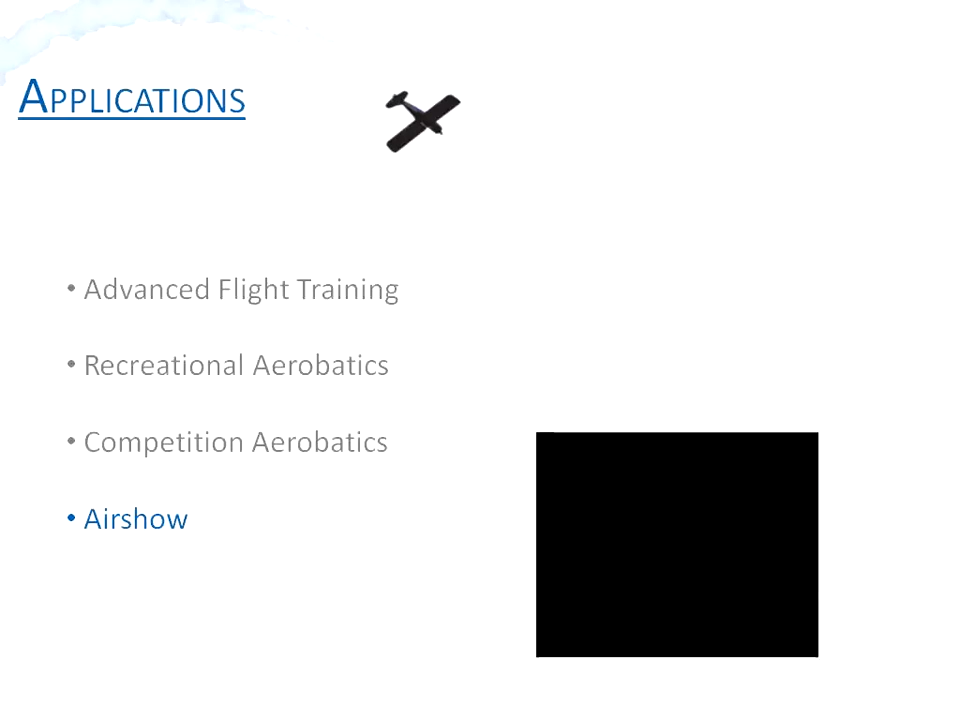 APPLICATIONS
• Advanced Flight Training
• Recreational Aerobatics
• Competition Aerobatics
• Airshow